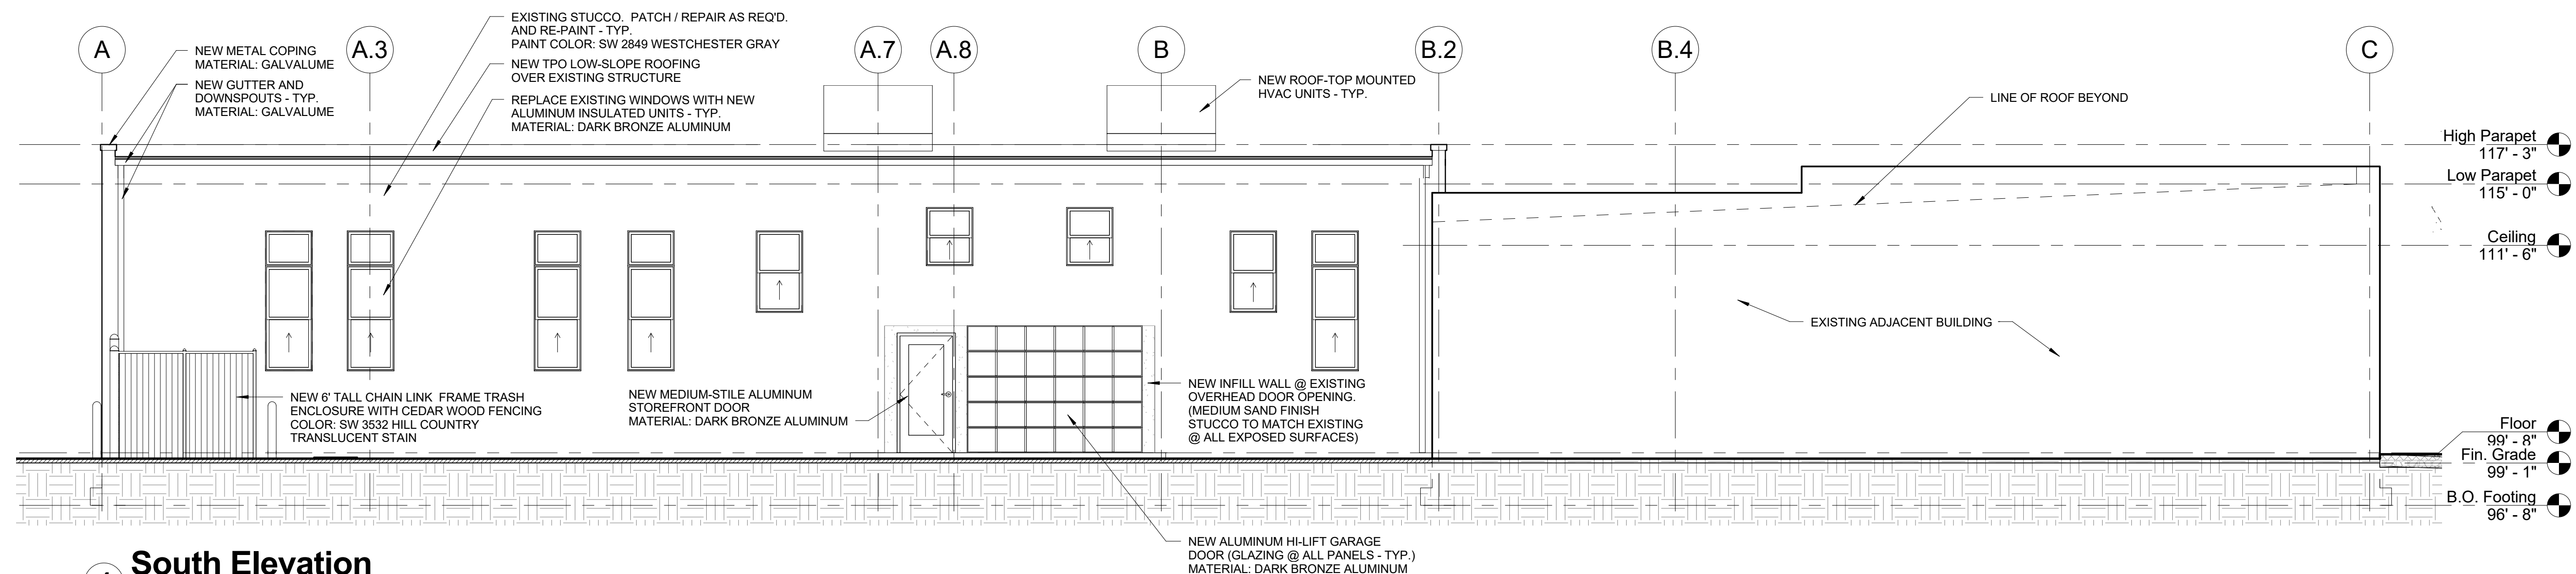 A
A.3
A.7
A.8
B
B.2
B.4
C
NEW METAL COPING
MATERIAL: GALVALUME
NEW GUTTER AND
DOWNSPOUTS - TYP.
MATERIAL: GALVALUME
EXISTING STUCCO. PATCH / REPAIR AS REQ'D.
AND RE-PAINT - TYP.
PAINT COLOR: SW 2849 WESTCHESTER GRAY
NEW TPO LOW-SLOPE ROOFING
OVER EXISTING STRUCTURE
REPLACE EXISTING WINDOWS WITH NEW
ALUMINUM INSULATED UNITS - TYP.
MATERIAL: DARK BRONZE ALUMINUM
NEW ROOF-TOP MOUNTED
HVAC UNITS - TYP.
LINE OF ROOF BEYOND
High Parapet
117' - 3"
Low Parapet
115' - 0"
Ceiling
111' - 6"
EXISTING ADJACENT BUILDING
NEW 6' TALL CHAIN LINK FRAME TRASH
ENCLOSURE WITH CEDAR WOOD FENCING
COLOR: SW 3532 HILL COUNTRY
TRANSLUCENT STAIN
NEW MEDIUM-STILE ALUMINUM
STOREFRONT DOOR
MATERIAL: DARK BRONZE ALUMINUM
NEW INFILL WALL @ EXISTING
OVERHEAD DOOR OPENING.
(MEDIUM SAND FINISH
STUCCO TO MATCH EXISTING
@ ALL EXPOSED SURFACES)
Floor
99' - 8"
Fin. Grade
99' - 1"
B.O. Footing
96' - 8"
NEW ALUMINUM HI-LIFT GARAGE
DOOR (GLAZING @ ALL PANELS - TYP.)
MATERIAL: DARK BRONZE ALUMINUM
South Elevation